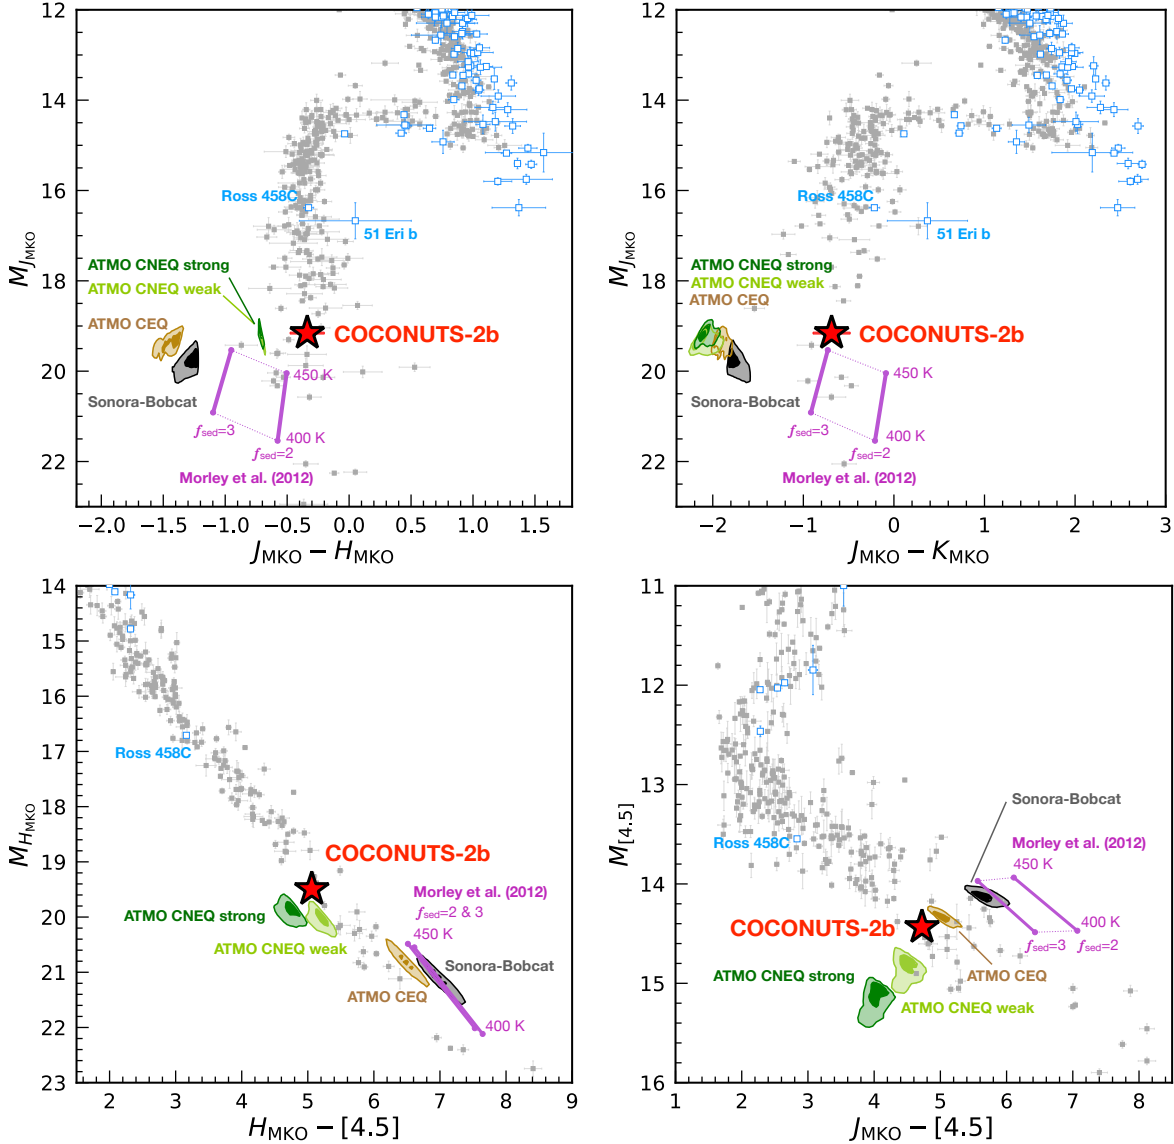 12
14
16
18
20
22
M_{J_MKO}
Ross 458C
51 Eri b
ATMO CNEQ strong
ATMO CNEQ weak
ATMO CEQ
COCONUTS-2b
Sonora-Bobcat
450 K
f_sed=3
400 K
f_sed=2
Morley et al. (2012)
−2.0 −1.5 −1.0 −0.5 0.0 0.5 1.0 1.5
J_MKO − H_MKO
12
14
16
18
20
22
M_{J_MKO}
Ross 458C
51 Eri b
ATMO CNEQ strong
ATMO CNEQ weak
ATMO CEQ
COCONUTS-2b
Sonora-Bobcat
450 K
f_sed=3
400 K
f_sed=2
Morley et al. (2012)
−2 −1 0 1 2 3
J_MKO − K_MKO
14
15
16
17
18
19
20
21
22
23
M_{H_MKO}
Ross 458C
COCONUTS-2b
Morley et al. (2012)
f_sed=2 & 3
450 K
ATMO CNEQ strong
ATMO CNEQ weak
Sonora-Bobcat
ATMO CEQ
400 K
2 3 4 5 6 7 8 9
H_MKO − [4.5]
11
12
13
14
15
16
M_[4.5]
Sonora-Bobcat
Ross 458C
Morley et al. (2012)
450 K
400 K
COCONUTS-2b
f_sed=3 f_sed=2
ATMO CNEQ strong
ATMO CEQ
ATMO CNEQ weak
1 2 3 4 5 6 7 8
J_MKO − [4.5]